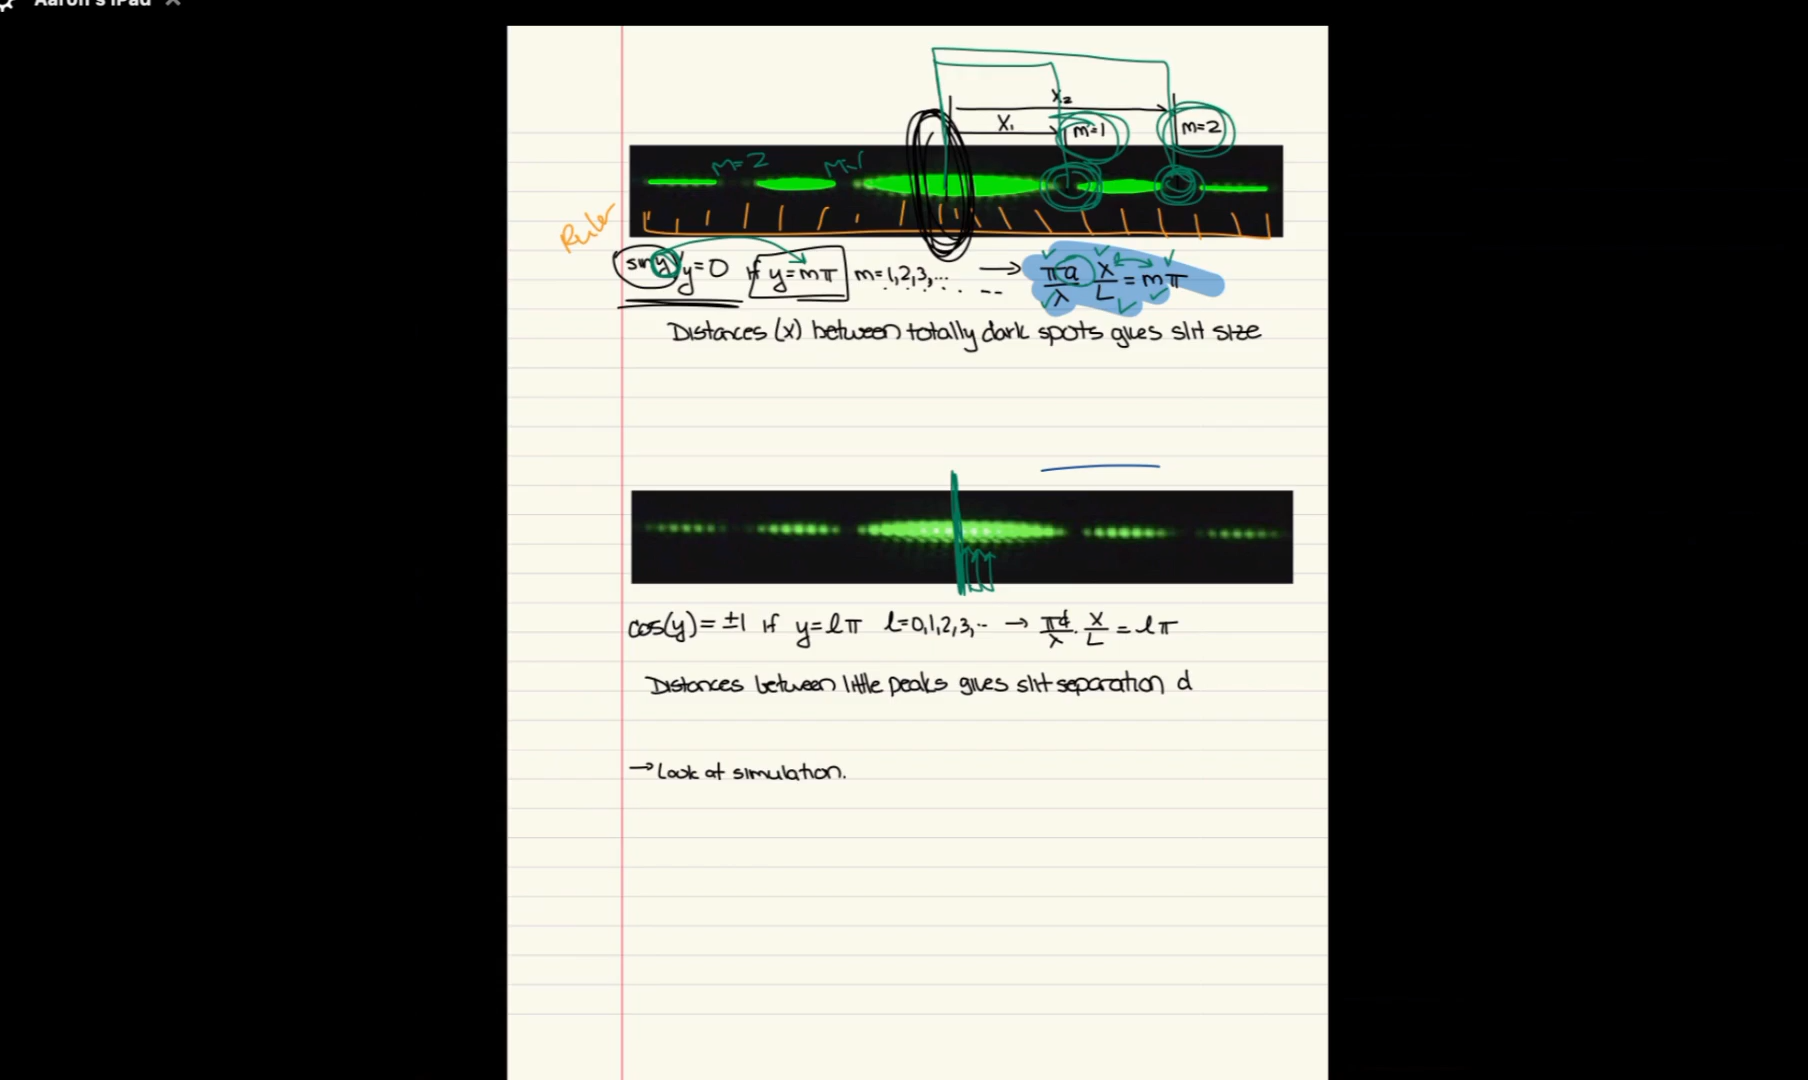 Aaron's iPad
x₂
x₁ m=1 m=2
m=2 m=1
Ruler
sin(y)/y=0 if y=mπ m=1,2,3,... → πa/λ x/L = mπ
Distances (x) between totally dark spots gives slit size
cos(y)= ±1 if y=lπ l=0,1,2,3,.. → πd/λ · x/L = lπ
Distances between little peaks gives slit separation d
→ Look at simulation.